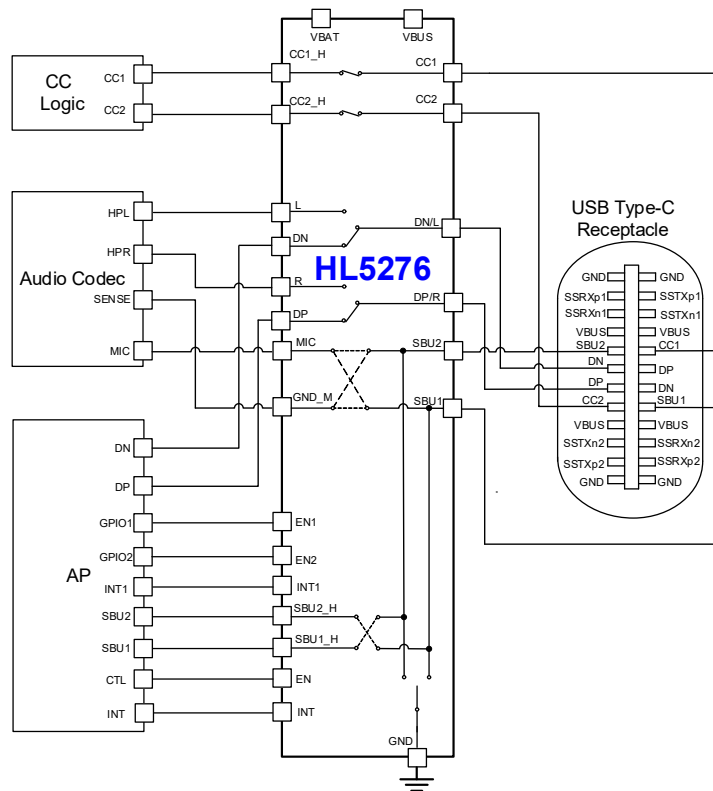 VBAT
VBUS
CC Logic
CC1
CC2
CC1_H
CC1
CC2_H
CC2
Audio Codec
HPL
HPR
SENSE
MIC
L
DN
DN/L
HL5276
R
DP
DP/R
MIC
SBU2
GND_M
SBU1
AP
DN
DP
GPIO1
GPIO2
INT1
SBU2
SBU1
CTL
INT
EN1
EN2
INT1
SBU2_H
SBU1_H
EN
INT
GND
USB Type-C
Receptacle
GND
GND
SSRXp1
SSTXp1
SSRXn1
SSTXn1
VBUS
VBUS
SBU2
CC1
DN
DP
DP
DN
CC2
SBU1
VBUS
VBUS
SSTXn2
SSRXn2
SSTXp2
SSRXp2
GND
GND